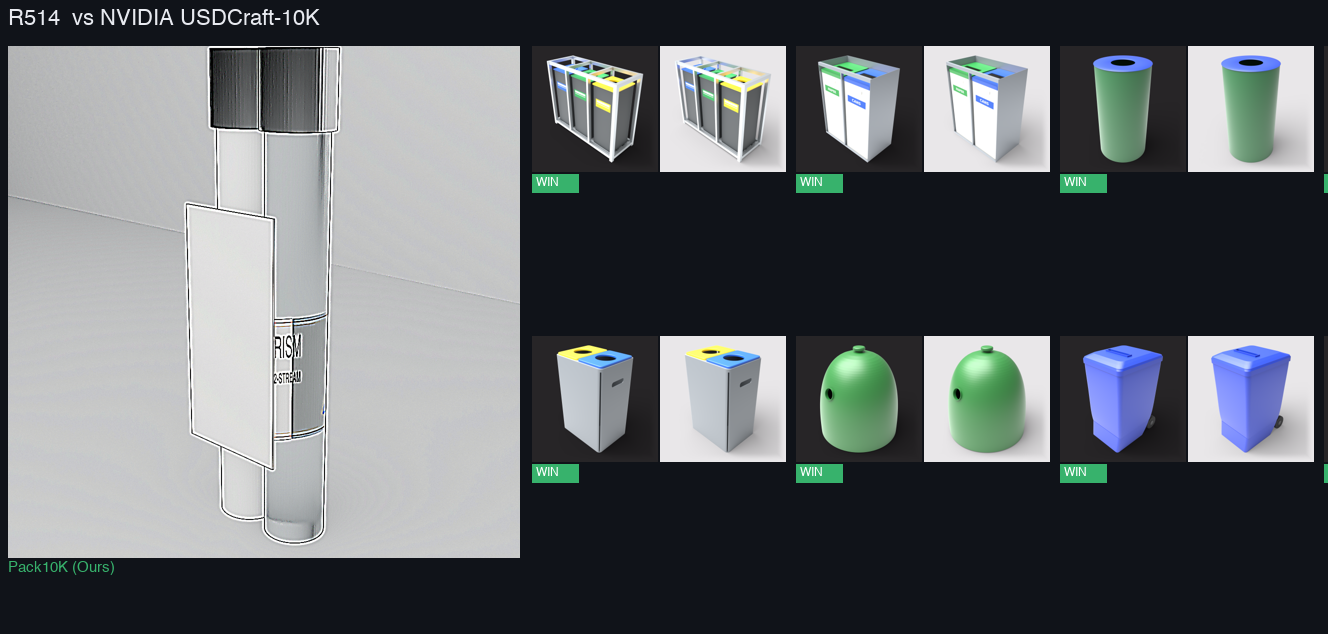 R514 vs NVIDIA USDCraft-10K
RISM
2-STREAM
Pack10K (Ours)
WIN
WIN
WIN
WIN
WIN
WIN